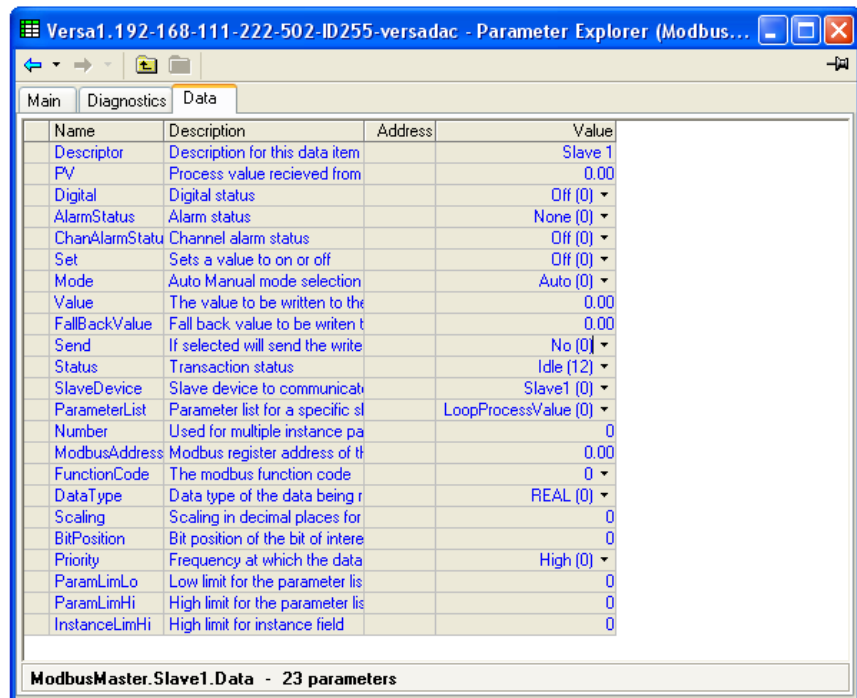 Versa1.192-168-111-222-502-ID255-versadac - Parameter Explorer (Modbus...
Main Diagnostics Data
Name Description Address Value
Descriptor Description for this data item Slave 1
PV Process value recieved from 0.00
Digital Digital status Off (0)
AlarmStatus Alarm status None (0)
ChanAlarmStatu Channel alarm status Off (0)
Set Sets a value to on or off Off (0)
Mode Auto Manual mode selection Auto (0)
Value The value to be written to the 0.00
FallBackValue Fall back value to be writen t 0.00
Send If selected will send the write No (0)
Status Transaction status Idle (12)
SlaveDevice Slave device to communicate Slave1 (0)
ParameterList Parameter list for a specific sl LoopProcessValue (0)
Number Used for multiple instance pa 0
ModbusAddress Modbus register address of th 0.00
FunctionCode The modbus function code 0
DataType Data type of the data being r REAL (0)
Scaling Scaling in decimal places for 0
BitPosition Bit position of the bit of intere 0
Priority Frequency at which the data High (0)
ParamLimLo Low limit for the parameter lis 0
ParamLimHi High limit for the parameter lis 0
InstanceLimHi High limit for instance field 0
ModbusMaster.Slave1.Data - 23 parameters